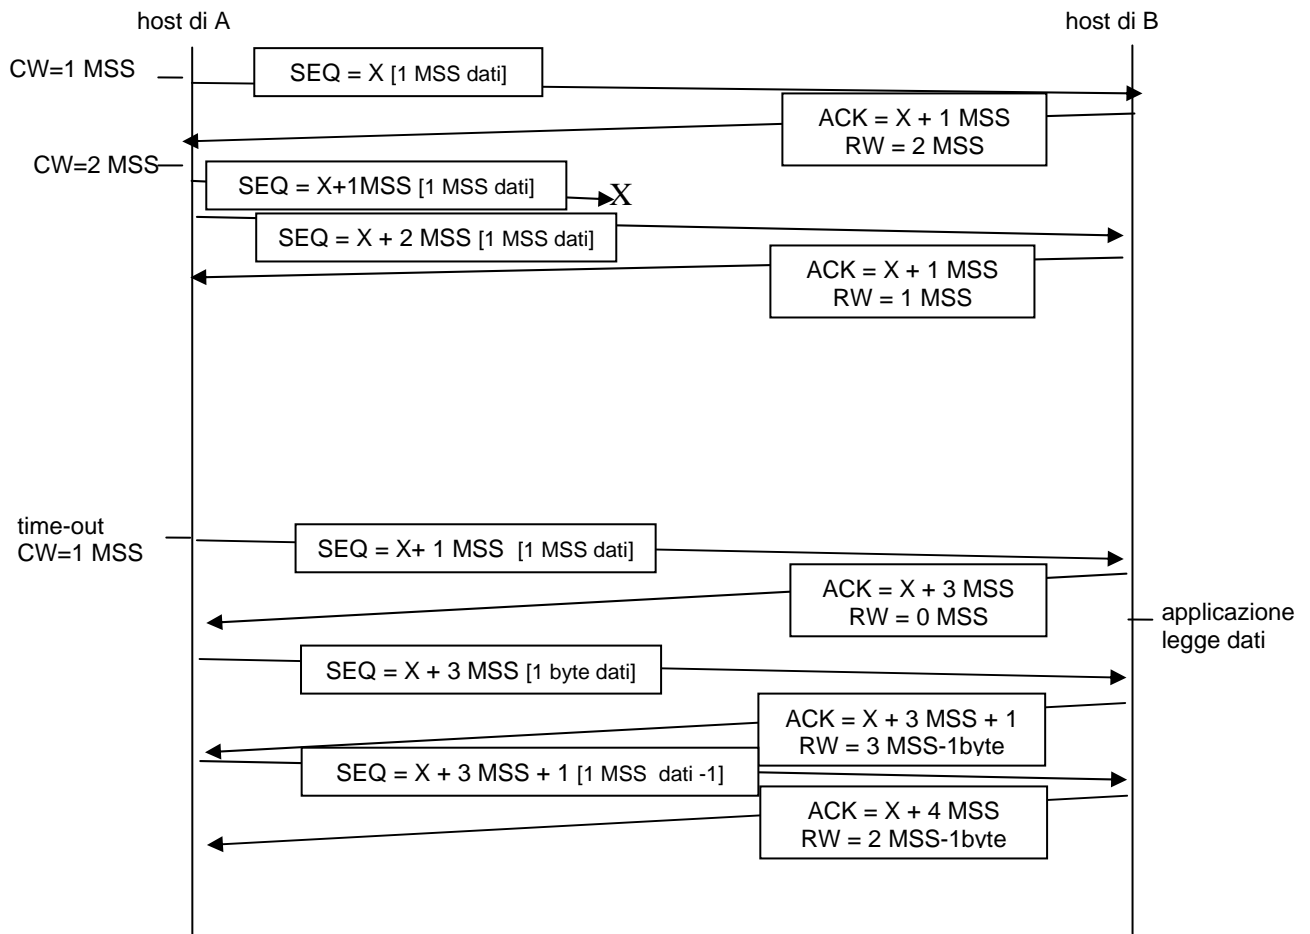 host di A
host di B
CW=1 MSS
SEQ = X [1 MSS dati]
ACK = X + 1 MSS
RW = 2 MSS
CW=2 MSS
SEQ = X+1MSS [1 MSS dati]
X
SEQ = X + 2 MSS [1 MSS dati]
ACK = X + 1 MSS
RW = 1 MSS
time-out
CW=1 MSS
SEQ = X+ 1 MSS [1 MSS dati]
ACK = X + 3 MSS
RW = 0 MSS
applicazione
legge dati
SEQ = X + 3 MSS [1 byte dati]
ACK = X + 3 MSS + 1
RW = 3 MSS-1byte
SEQ = X + 3 MSS + 1 [1 MSS dati -1]
ACK = X + 4 MSS
RW = 2 MSS-1byte